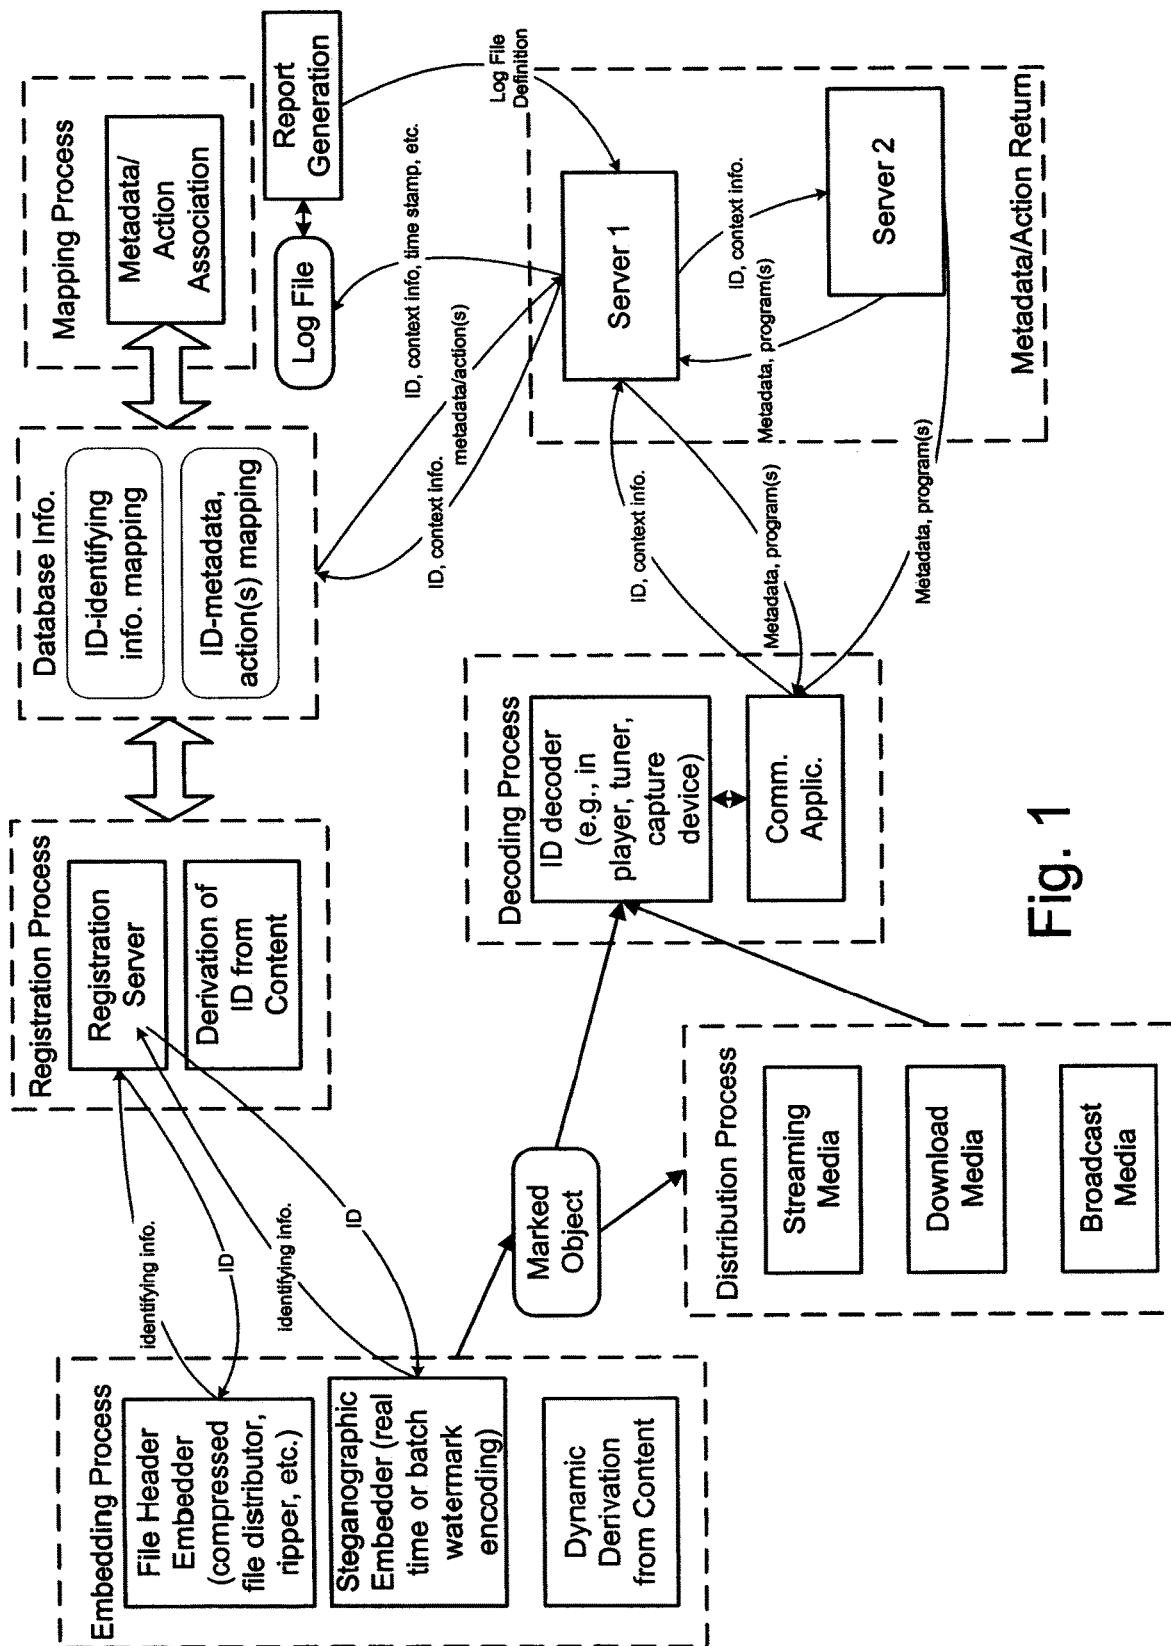 Embedding Process
File Header
Embedder
(compressed
file distributor,
ripper, etc.)
Steganographic
Embedder (real
time or batch
watermark
encoding)
Dynamic
Derivation
from Content
identifying info.
ID
identifying info.
ID
Registration Process
Registration
Server
Derivation of
ID from
Content
Database Info.
ID-identifying
info. mapping
ID-metadata,
action(s) mapping
Mapping Process
Metadata/
Action
Association
Marked
Object
Distribution Process
Streaming
Media
Download
Media
Broadcast
Media
Decoding Process
ID decoder
(e.g., in
player, tuner,
capture
device)
Comm.
Applic.
ID, context info.
metadata/action(s)
ID, context info, time stamp, etc.
Log File
Report
Generation
Log File
Definition
ID, context info.
Metadata, program(s)
Metadata, program(s)
Server 1
ID, context info.
Metadata, program(s)
Server 2
Metadata/Action Return
Fig. 1